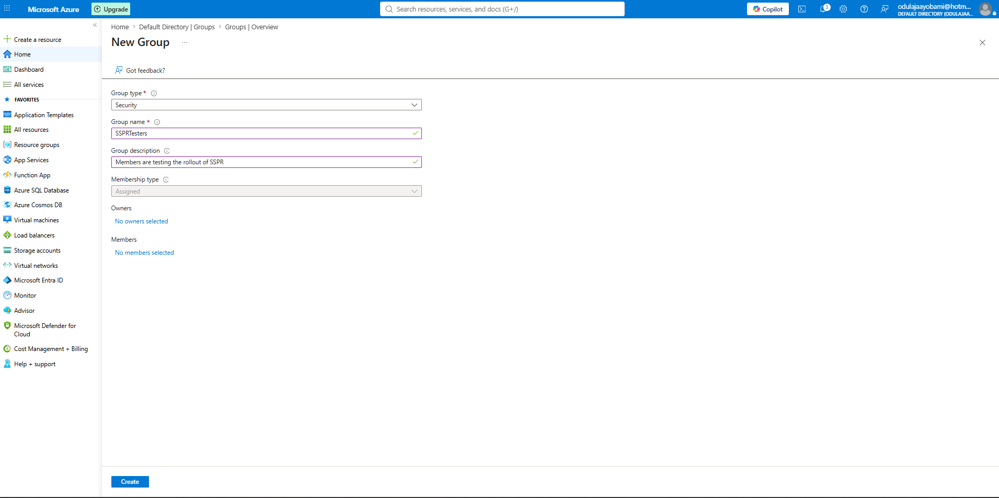 Microsoft Azure
Upgrade
Search resources, services, and docs (G+/)
Copilot
3
odulajaayobami@hotm...
DEFAULT DIRECTORY (ODULAJAA...
Create a resource
Home
Dashboard
All services
FAVORITES
Application Templates
All resources
Resource groups
App Services
Function App
Azure SQL Database
Azure Cosmos DB
Virtual machines
Load balancers
Storage accounts
Virtual networks
Microsoft Entra ID
Monitor
Advisor
Microsoft Defender for
Cloud
Cost Management + Billing
Help + support
Home > Default Directory | Groups > Groups | Overview
New Group ...
Got feedback?
Group type *
Security
Group name *
SSPRTesters
Group description
Members are testing the rollout of SSPR
Membership type
Assigned
Owners
No owners selected
Members
No members selected
Create